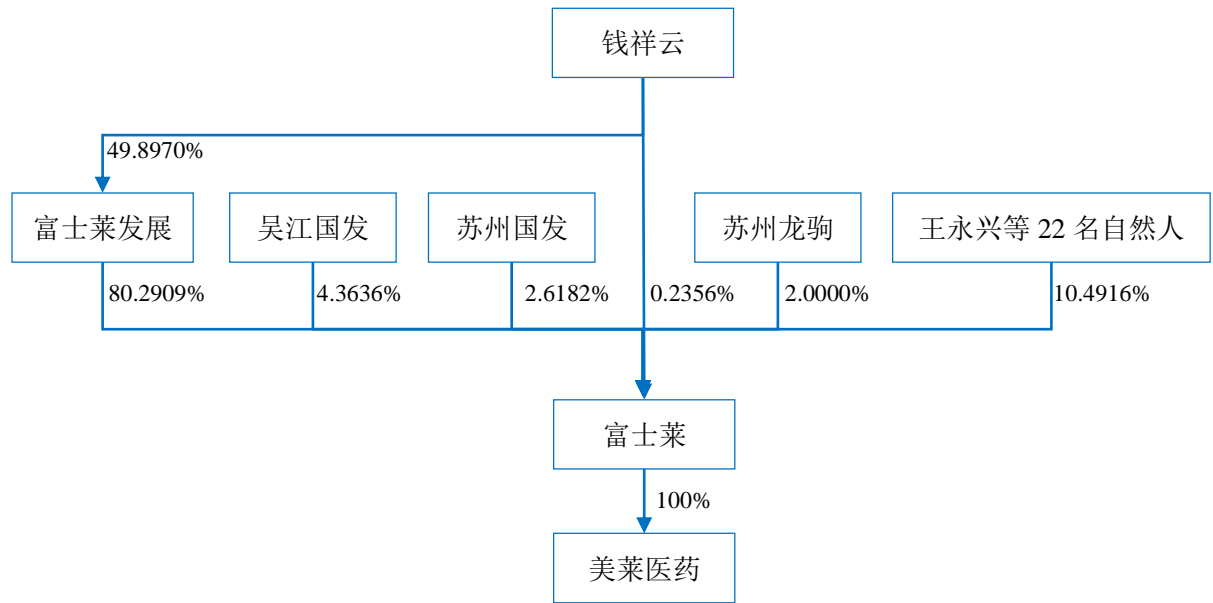 钱祥云
49.8970%
富士莱发展
吴江国发
苏州国发
苏州龙驹
王永兴等 22 名自然人
80.2909%
4.3636%
2.6182%
0.2356%
2.0000%
10.4916%
富士莱
100%
美莱医药